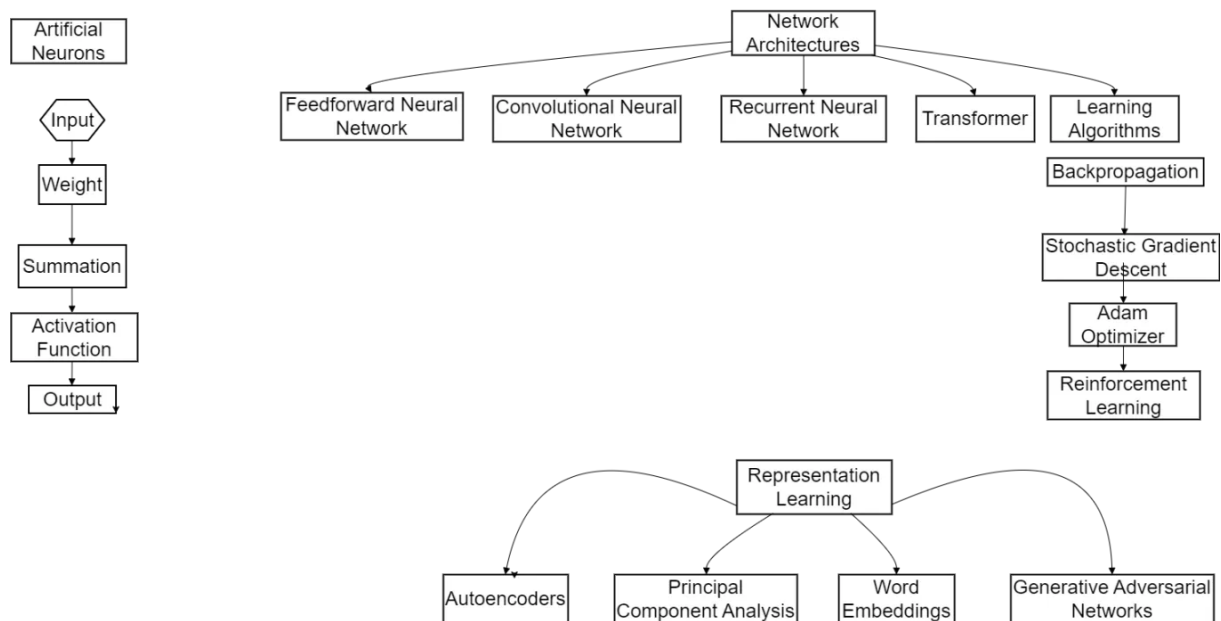 Artificial
Neurons
Input
Weight
Summation
Activation
Function
Output
Network
Architectures
Feedforward Neural
Network
Convolutional Neural
Network
Recurrent Neural
Network
Transformer
Learning
Algorithms
Backpropagation
Stochastic Gradient
Descent
Adam
Optimizer
Reinforcement
Learning
Representation
Learning
Autoencoders
Principal
Component Analysis
Word
Embeddings
Generative Adversarial
Networks